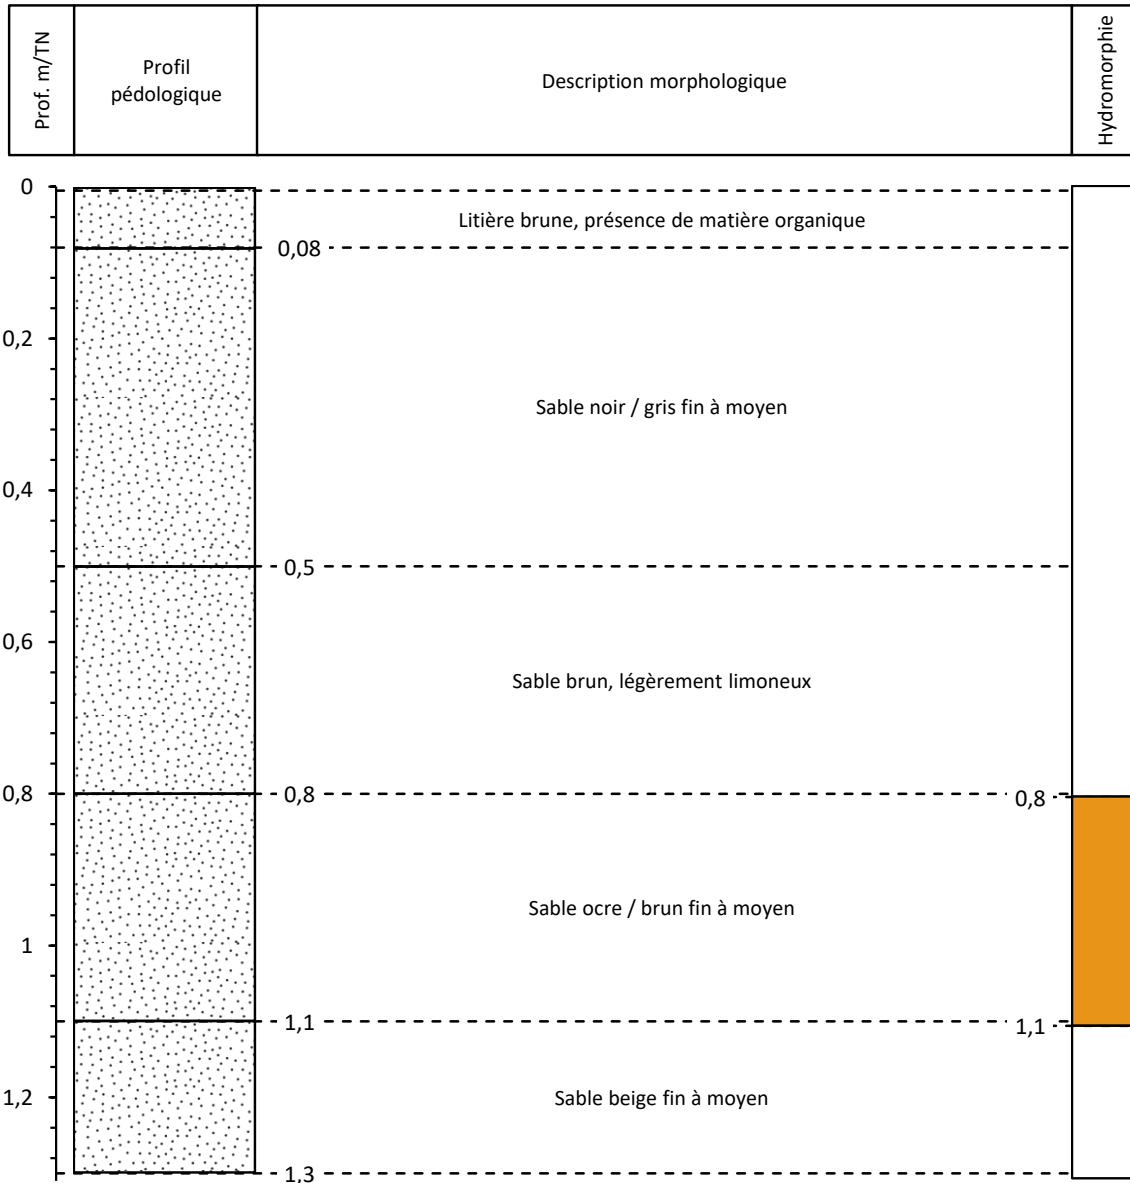 Prof. m/TN
Profil
pédologique
Description morphologique
Hydromorphie
0
Litière brune, présence de matière organique
0,08
0,2
Sable noir / gris fin à moyen
0,4
0,5
0,6
Sable brun, légèrement limoneux
0,8
0,8
0,8
Sable ocre / brun fin à moyen
1
1,1
1,1
1,2
Sable beige fin à moyen
1,3